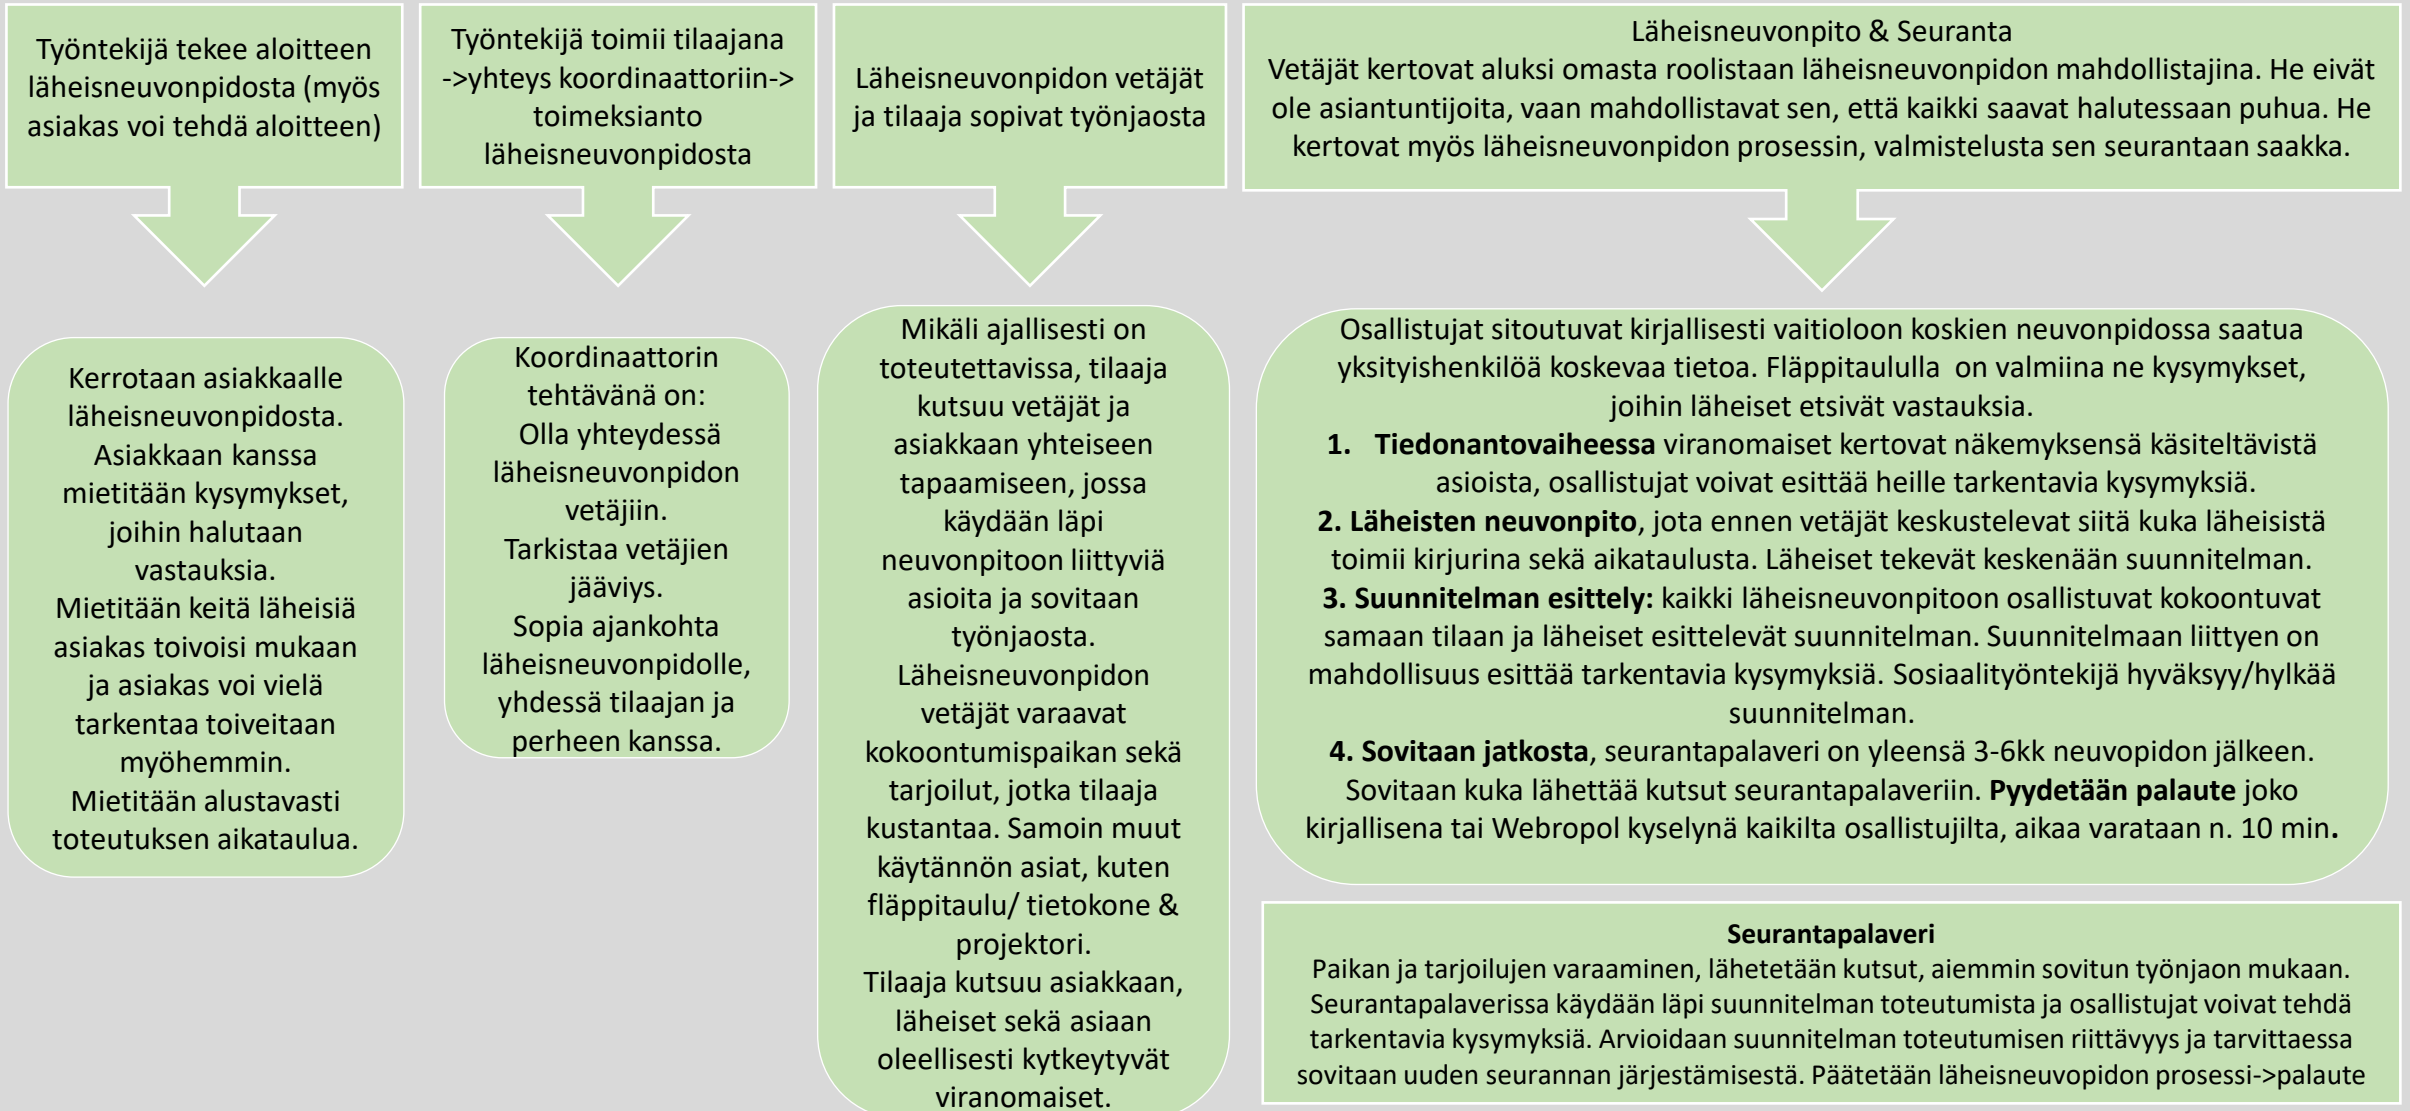 Työntekijä tekee aloitteen
läheisneuvonpidosta (myös
asiakas voi tehdä aloitteen)
Kerrotaan asiakkaalle
läheisneuvonpidosta.
Asiakkaan kanssa
mietitään kysymykset,
joihin halutaan
vastauksia.
Mietitään keitä läheisiä
asiakas toivoisi mukaan
ja asiakas voi vielä
tarkentaa toiveitaan
myöhemmin.
Mietitään alustavasti
toteutuksen aikataulua.
Työntekijä toimii tilaajana
->yhteys koordinaattoriin->
toimeksianto
läheisneuvonpidosta
Koordinaattorin
tehtävänä on:
Olla yhteydessä
läheisneuvonpidon
vetäjiin.
Tarkistaa vetäjien
jääviys.
Sopia ajankohta
läheisneuvonpidolle,
yhdessä tilaajan ja
perheen kanssa.
Läheisneuvonpidon vetäjät
ja tilaaja sopivat työnjaosta
Mikäli ajallisesti on
toteutettavissa, tilaaja
kutsuu vetäjät ja
asiakkaan yhteiseen
tapaamiseen, jossa
käydään läpi
neuvonpitoon liittyviä
asioita ja sovitaan
työnjaosta.
Läheisneuvonpidon
vetäjät varaavat
kokoontumispaikan sekä
tarjoilut, jotka tilaaja
kustantaa. Samoin muut
käytännön asiat, kuten
fläppitaulu/ tietokone &
projektori.
Tilaaja kutsuu asiakkaan,
läheiset sekä asiaan
oleellisesti kytkeytyvät
viranomaiset.
Läheisneuvonpito & Seuranta
Vetäjät kertovat aluksi omasta roolistaan läheisneuvonpidon mahdollistajina. He eivät
ole asiantuntijoita, vaan mahdollistavat sen, että kaikki saavat halutessaan puhua. He
kertovat myös läheisneuvonpidon prosessin, valmistelusta sen seurantaan saakka.
Osallistujat sitoutuvat kirjallisesti vaitioloon koskien neuvonpidossa saatua
yksityishenkilöä koskevaa tietoa. Fläppitaululla on valmiina ne kysymykset,
joihin läheiset etsivät vastauksia.
1. Tiedonantovaiheessa viranomaiset kertovat näkemyksensä käsiteltävistä
asioista, osallistujat voivat esittää heille tarkentavia kysymyksiä.
2. Läheisten neuvonpito, jota ennen vetäjät keskustelevat siitä kuka läheisistä
toimii kirjurina sekä aikataulusta. Läheiset tekevät keskenään suunnitelman.
3. Suunnitelman esittely: kaikki läheisneuvonpitoon osallistuvat kokoontuvat
samaan tilaan ja läheiset esittelevät suunnitelman. Suunnitelmaan liittyen on
mahdollisuus esittää tarkentavia kysymyksiä. Sosiaalityöntekijä hyväksyy/hylkää
suunnitelman.
4. Sovitaan jatkosta, seurantapalaveri on yleensä 3-6kk neuvopidon jälkeen.
Sovitaan kuka lähettää kutsut seurantapalaveriin. Pyydetään palaute joko
kirjallisena tai Webropol kyselynä kaikilta osallistujilta, aikaa varataan n. 10 min.
Seurantapalaveri
Paikan ja tarjoilujen varaaminen, lähetetään kutsut, aiemmin sovitun työnjaon mukaan.
Seurantapalaverissa käydään läpi suunnitelman toteutumista ja osallistujat voivat tehdä
tarkentavia kysymyksiä. Arvioidaan suunnitelman toteutumisen riittävyys ja tarvittaessa
sovitaan uuden seurannan järjestämisestä. Päätetään läheisneuvopidon prosessi->palaute